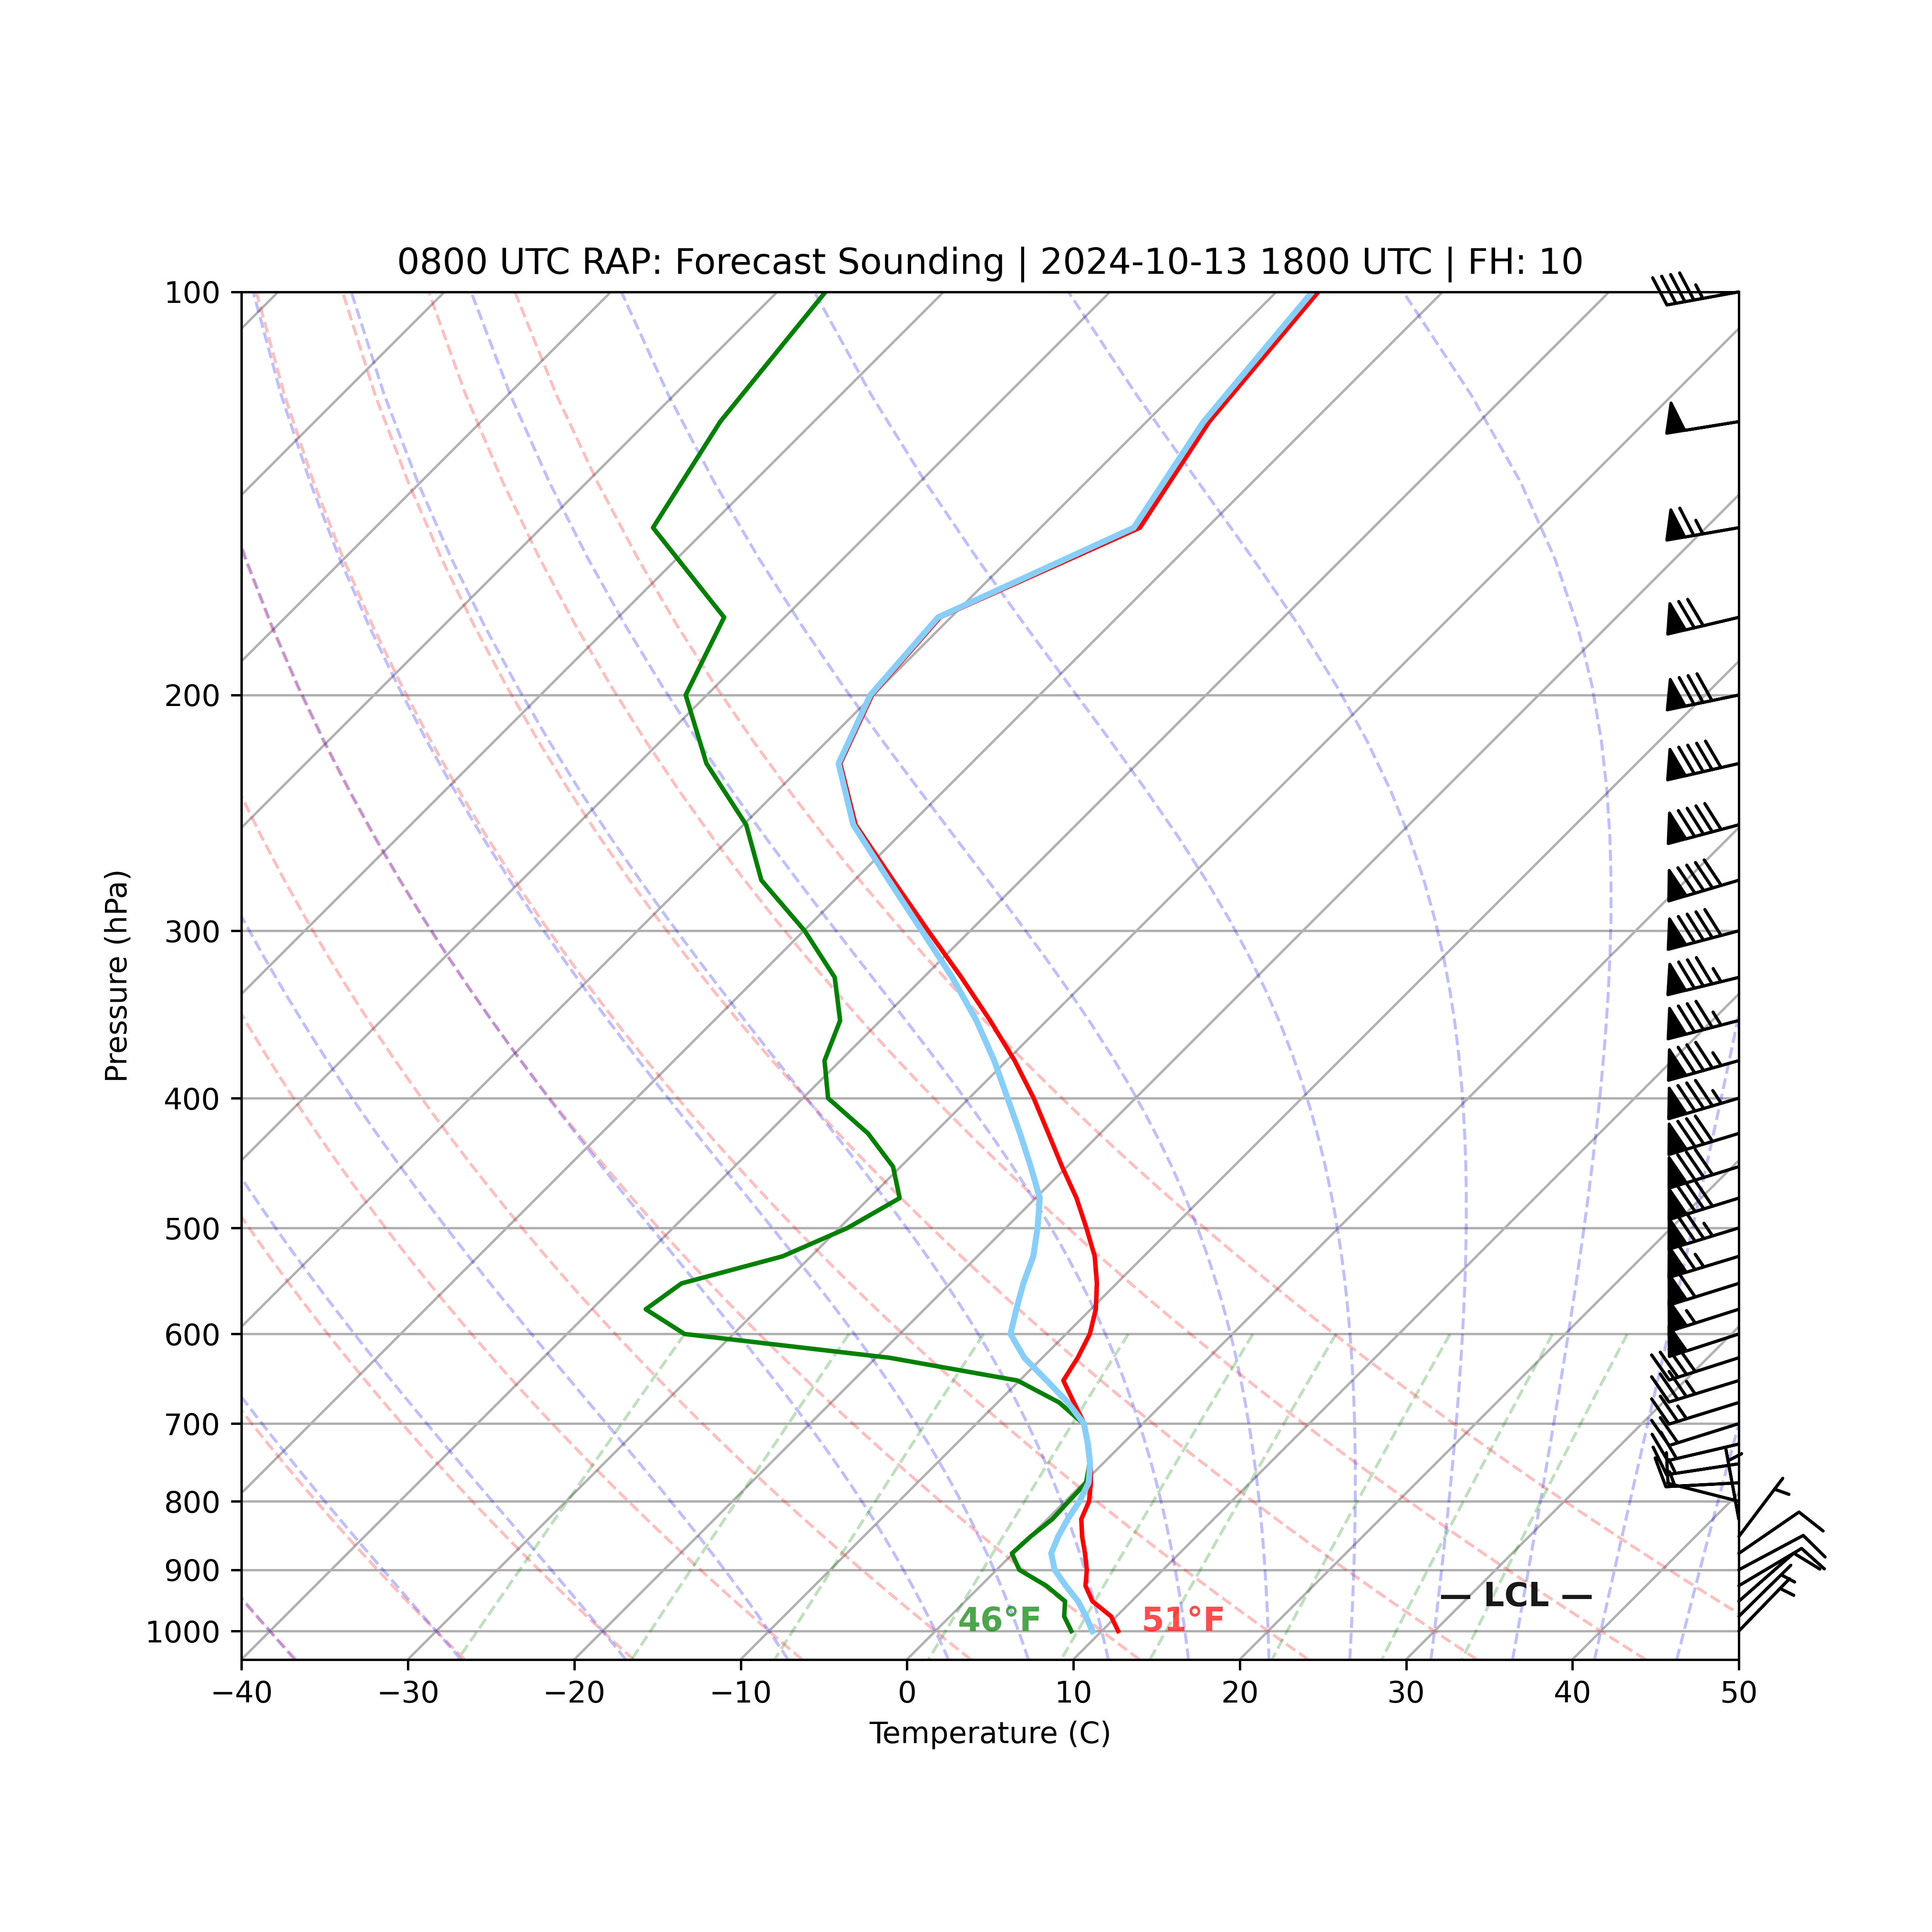 0800 UTC RAP: Forecast Sounding | 2024-10-13 1800 UTC | FH: 10
100
200
300
400
500
600
700
800
900
1000
Pressure (hPa)
— LCL —
46°F 51°F
−40 −30 −20 −10 0 10 20 30 40 50
Temperature (C)